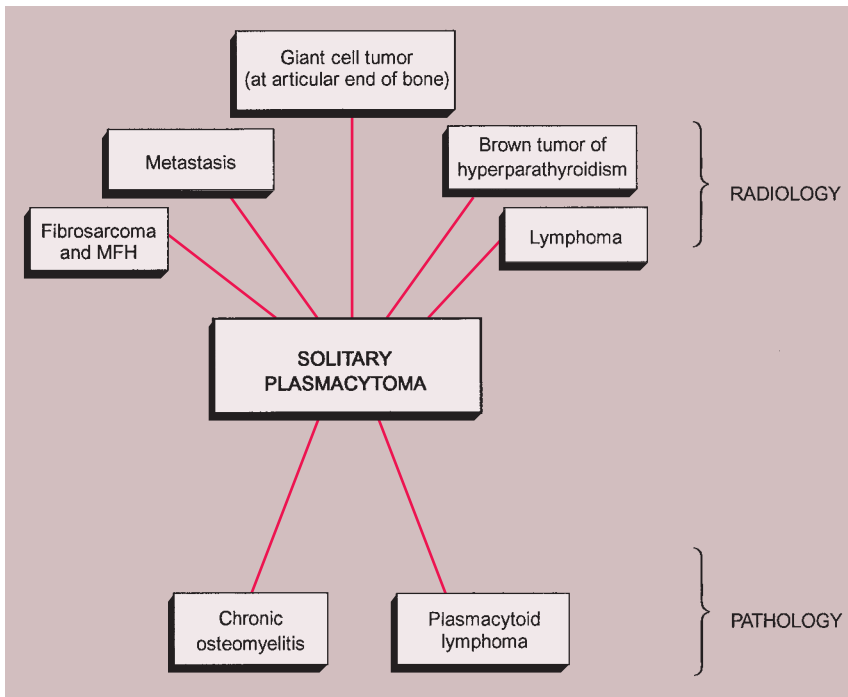 Giant cell tumor
(at articular end of bone)
Metastasis
Brown tumor of
hyperparathyroidism
RADIOLOGY
Fibrosarcoma
and MFH
Lymphoma
SOLITARY
PLASMACYTOMA
Chronic
osteomyelitis
Plasmacytoid
lymphoma
PATHOLOGY